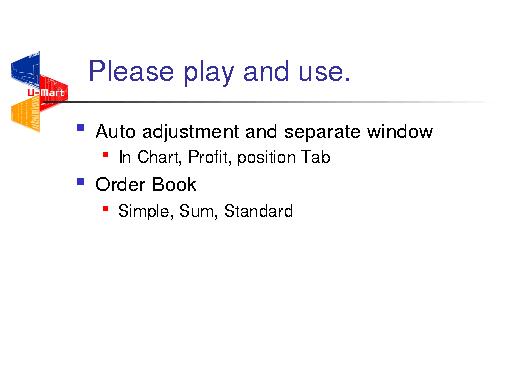 Please play and use.
U-Mart
Auto adjustment and separate window
In Chart, Profit, position Tab
Order Book
Simple, Sum, Standard